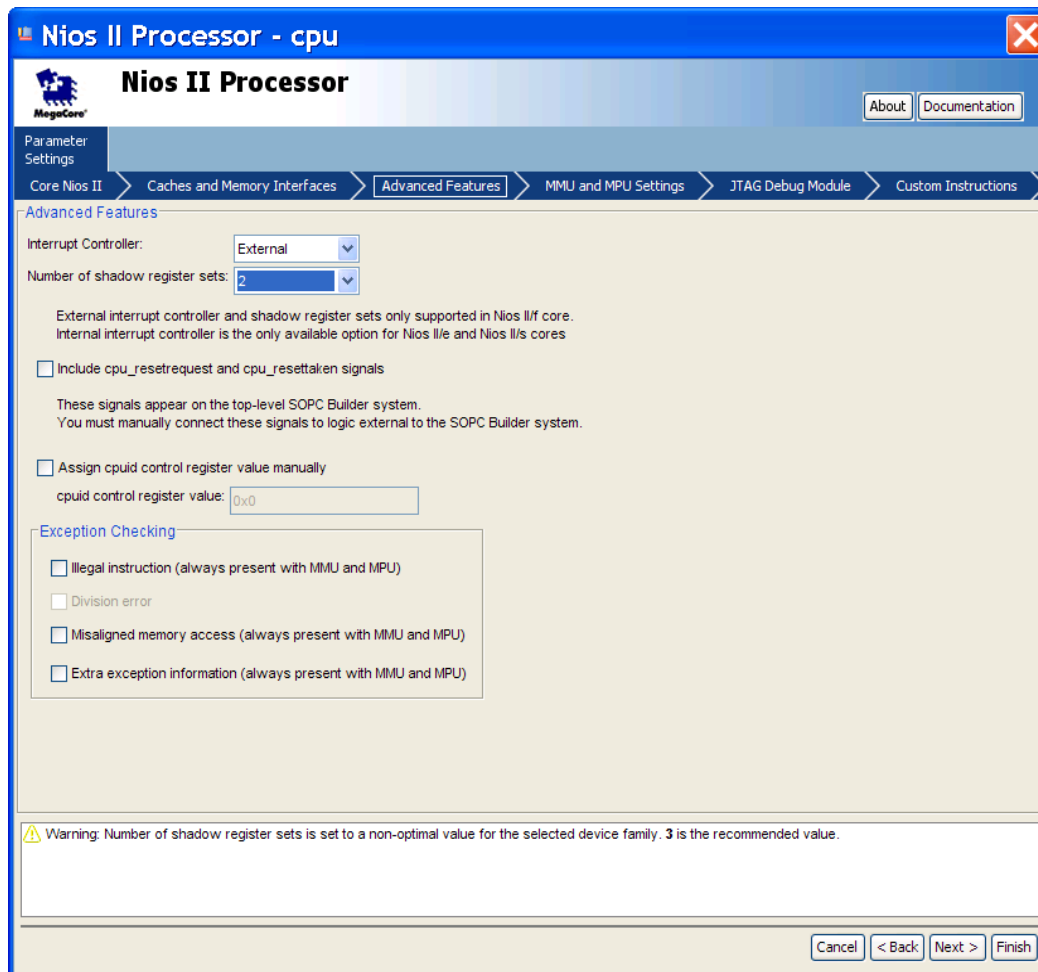 Nios II Processor - cpu
MegaCore®
Nios II Processor
About
Documentation
Parameter
Settings
Core Nios II
Caches and Memory Interfaces
Advanced Features
MMU and MPU Settings
JTAG Debug Module
Custom Instructions
Advanced Features
Interrupt Controller:
External
Number of shadow register sets:
2
External interrupt controller and shadow register sets only supported in Nios II/f core.
Internal interrupt controller is the only available option for Nios II/e and Nios II/s cores
Include cpu_resetrequest and cpu_resettaken signals
These signals appear on the top-level SOPC Builder system.
You must manually connect these signals to logic external to the SOPC Builder system.
Assign cpuid control register value manually
cpuid control register value:
0x0
Exception Checking
Illegal instruction (always present with MMU and MPU)
Division error
Misaligned memory access (always present with MMU and MPU)
Extra exception information (always present with MMU and MPU)
Warning: Number of shadow register sets is set to a non-optimal value for the selected device family. 3 is the recommended value.
Cancel
< Back
Next >
Finish